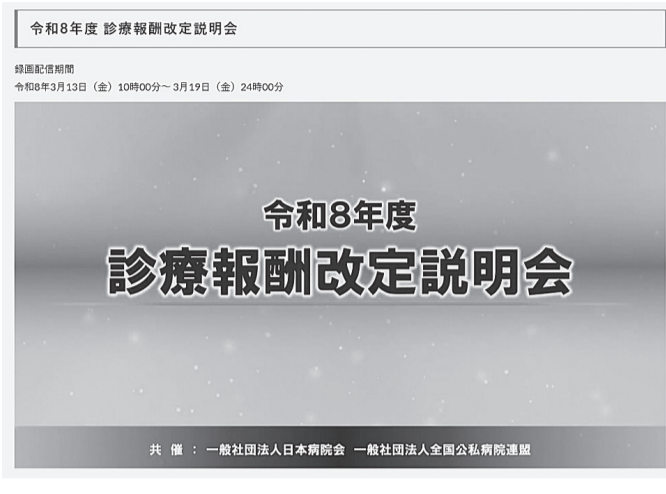 令和8年度 診療報酬改定説明会
録画配信期間
令和8年3月13日（金）10時00分～ 3月19日（金）24時00分
令和8年度
診療報酬改定説明会
共 催 ： 一般社団法人日本病院会 一般社団法人全国公私病院連盟